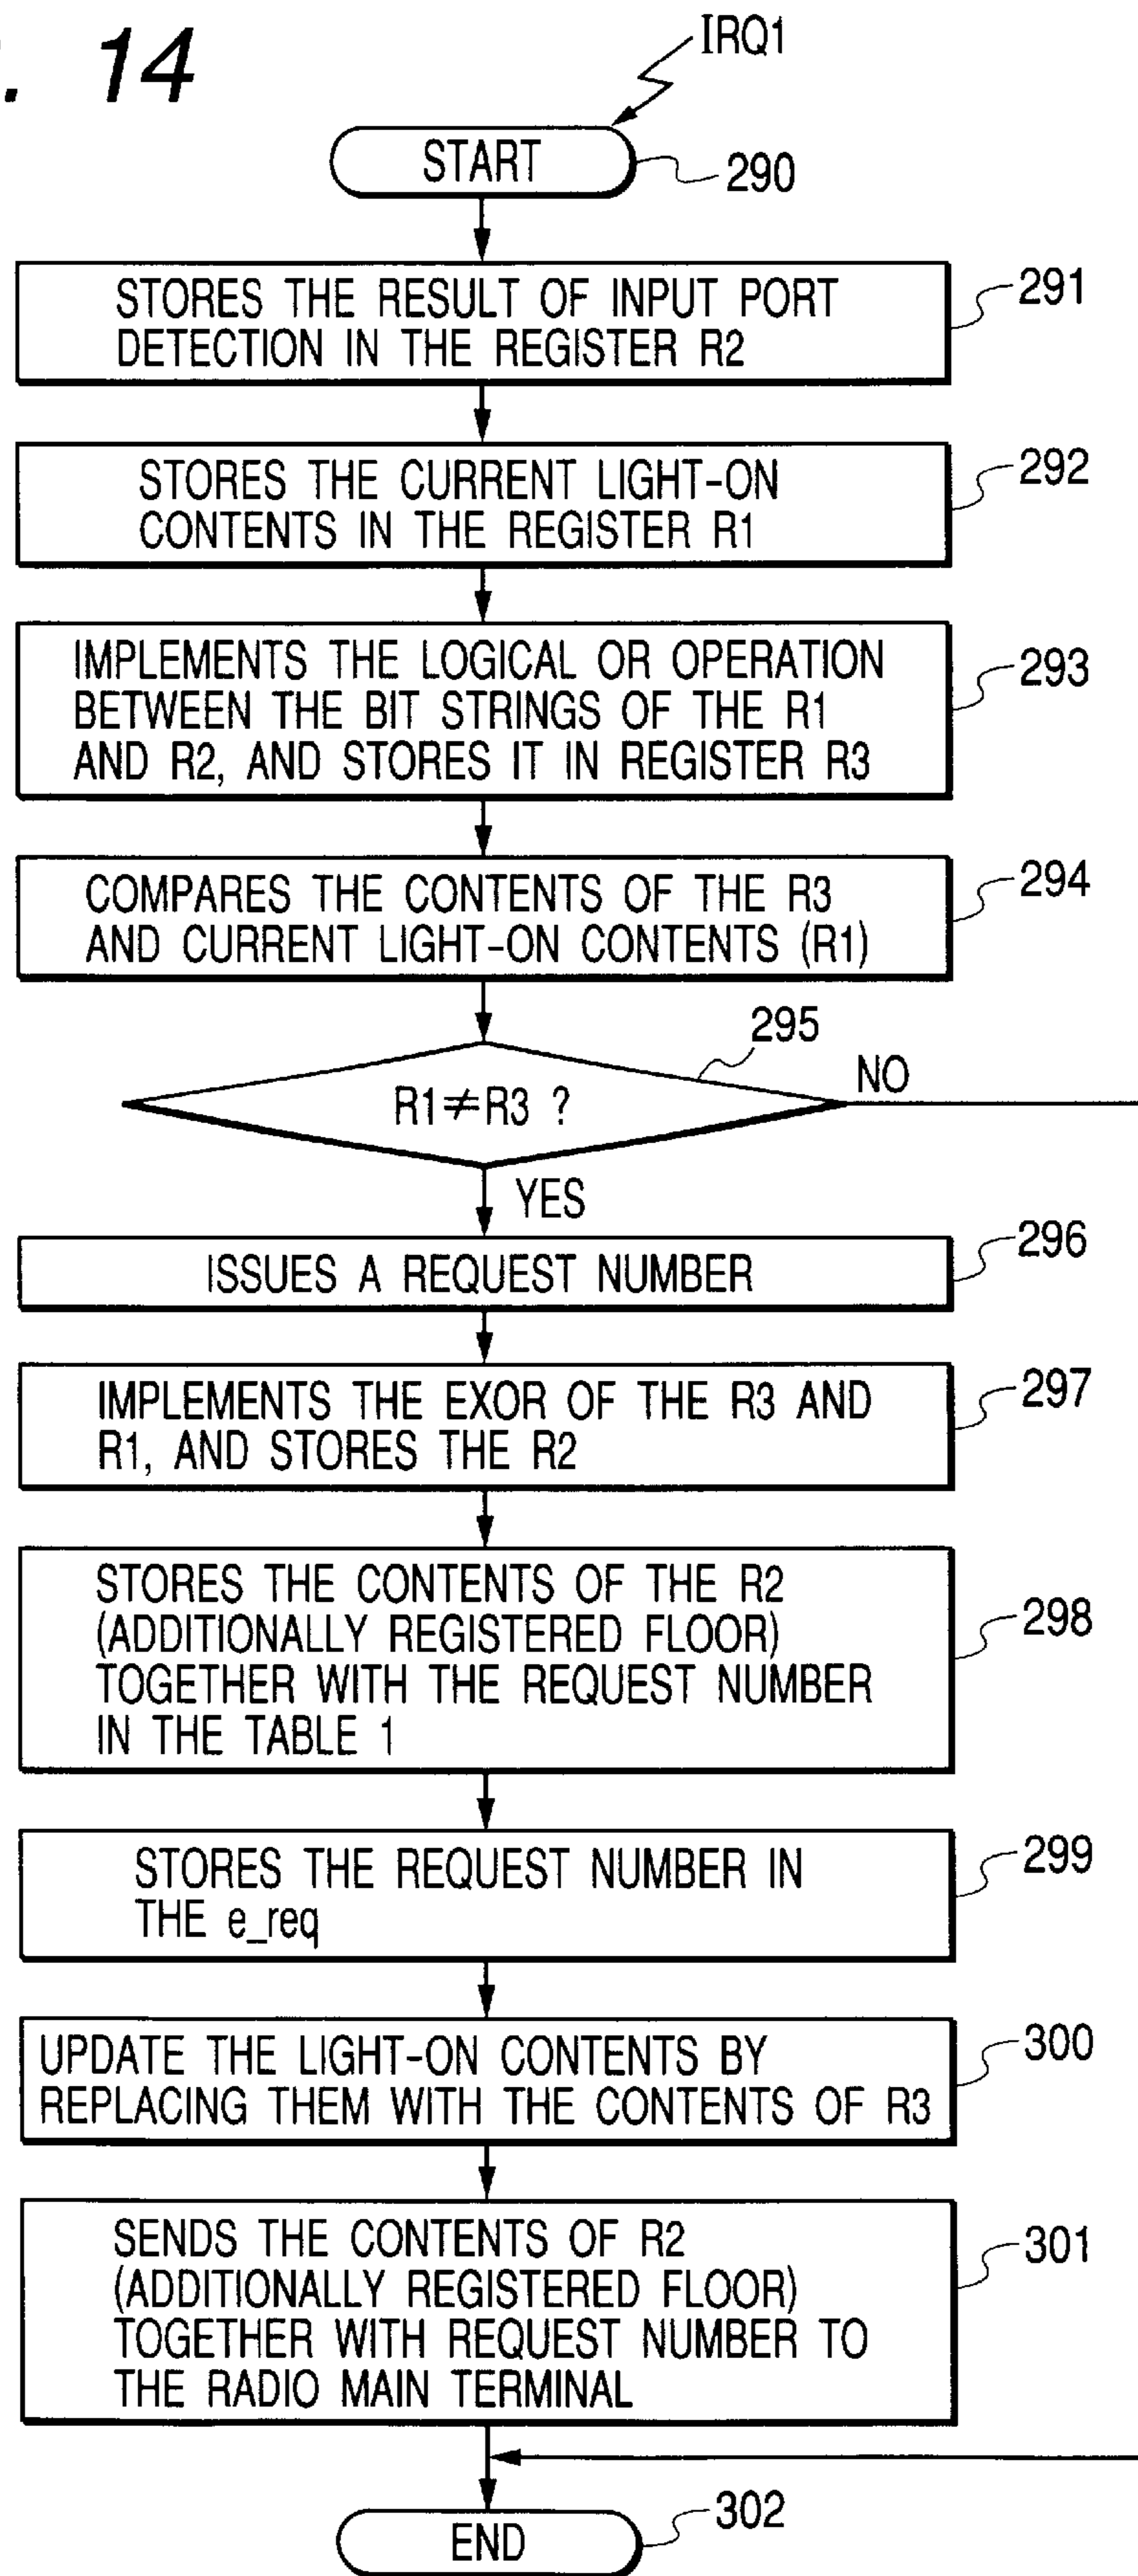 . 14
IRQ1
START
290
STORES THE RESULT OF INPUT PORT
DETECTION IN THE REGISTER R2
291
STORES THE CURRENT LIGHT-ON
CONTENTS IN THE REGISTER R1
292
IMPLEMENTS THE LOGICAL OR OPERATION
BETWEEN THE BIT STRINGS OF THE R1
AND R2, AND STORES IT IN REGISTER R3
293
COMPARES THE CONTENTS OF THE R3
AND CURRENT LIGHT-ON CONTENTS (R1)
294
295
R1≠R3 ?
NO
YES
ISSUES A REQUEST NUMBER
296
IMPLEMENTS THE EXOR OF THE R3 AND
R1, AND STORES THE R2
297
STORES THE CONTENTS OF THE R2
(ADDITIONALLY REGISTERED FLOOR)
TOGETHER WITH THE REQUEST NUMBER
IN THE TABLE 1
298
STORES THE REQUEST NUMBER IN
THE e_req
299
UPDATE THE LIGHT-ON CONTENTS BY
REPLACING THEM WITH THE CONTENTS OF R3
300
SENDS THE CONTENTS OF R2
(ADDITIONALLY REGISTERED FLOOR)
TOGETHER WITH REQUEST NUMBER TO
THE RADIO MAIN TERMINAL
301
END
302